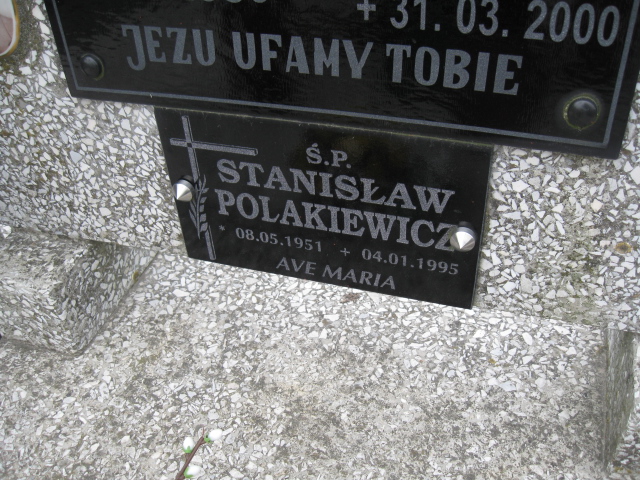 + 31. 03. 2000
JEZU UFAMY TOBIE
Ś.P.
STANISŁAW
POLAKIEWICZ
* 08.05.1951 + 04.01.1995
AVE MARIA